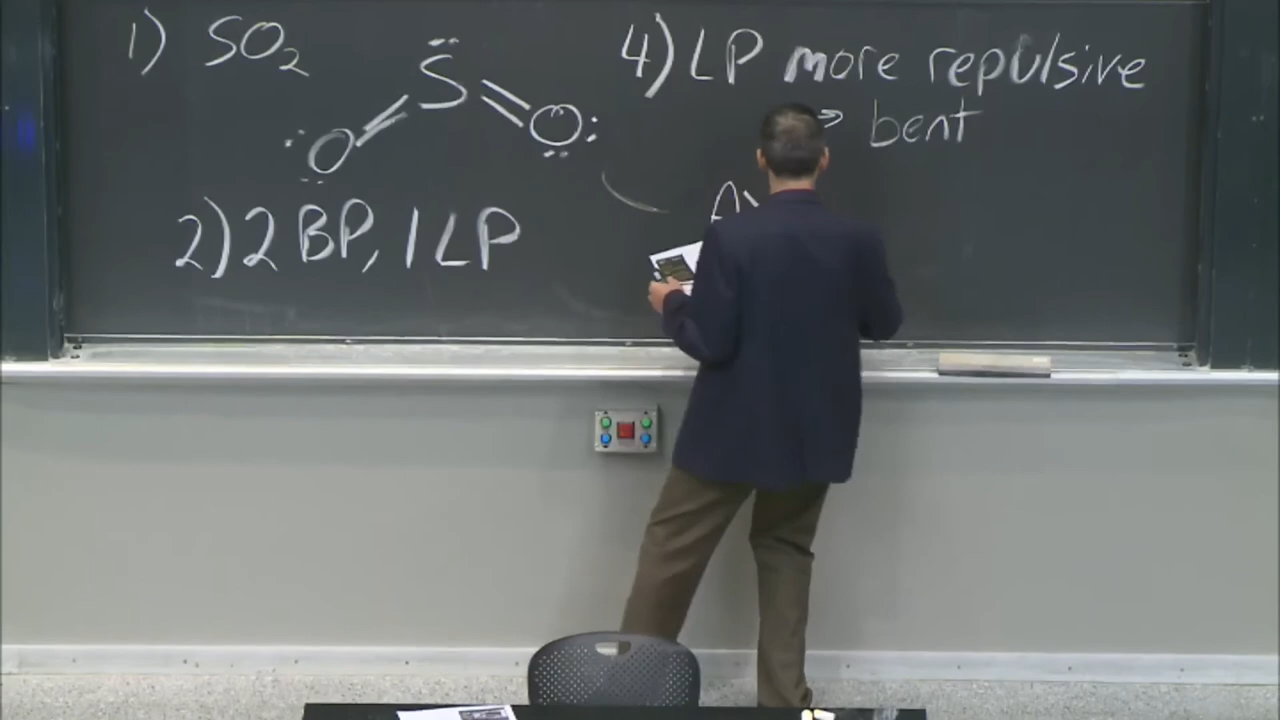 1) SO₂
S
O
O
2) 2 BP, 1 LP
4) LP more repulsive
→ bent